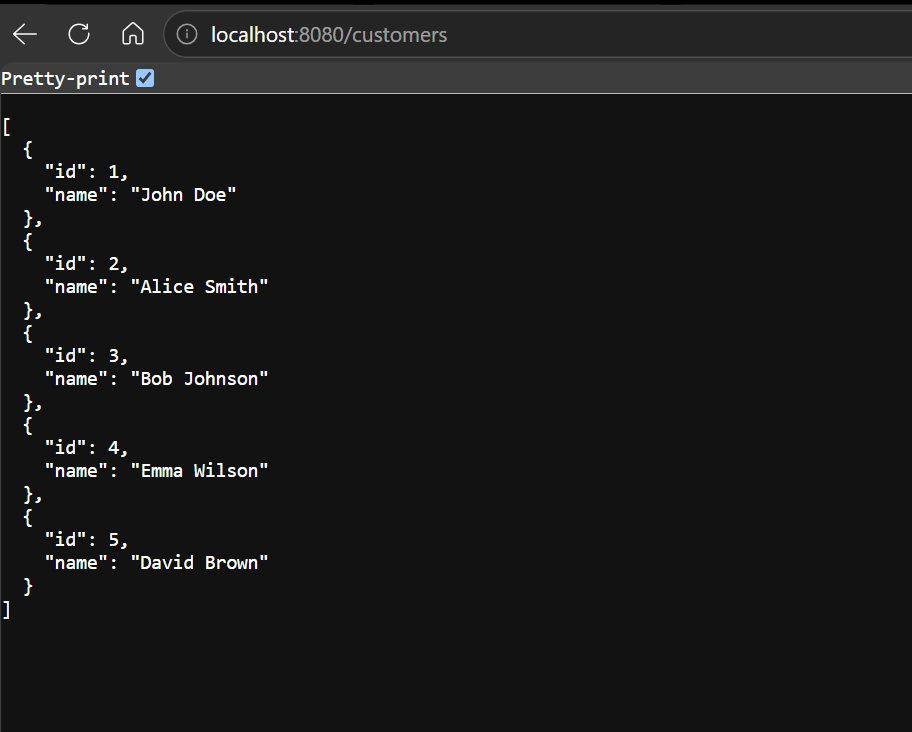 localhost:8080/customers
Pretty-print
[
  {
    "id": 1,
    "name": "John Doe"
  },
  {
    "id": 2,
    "name": "Alice Smith"
  },
  {
    "id": 3,
    "name": "Bob Johnson"
  },
  {
    "id": 4,
    "name": "Emma Wilson"
  },
  {
    "id": 5,
    "name": "David Brown"
  }
]